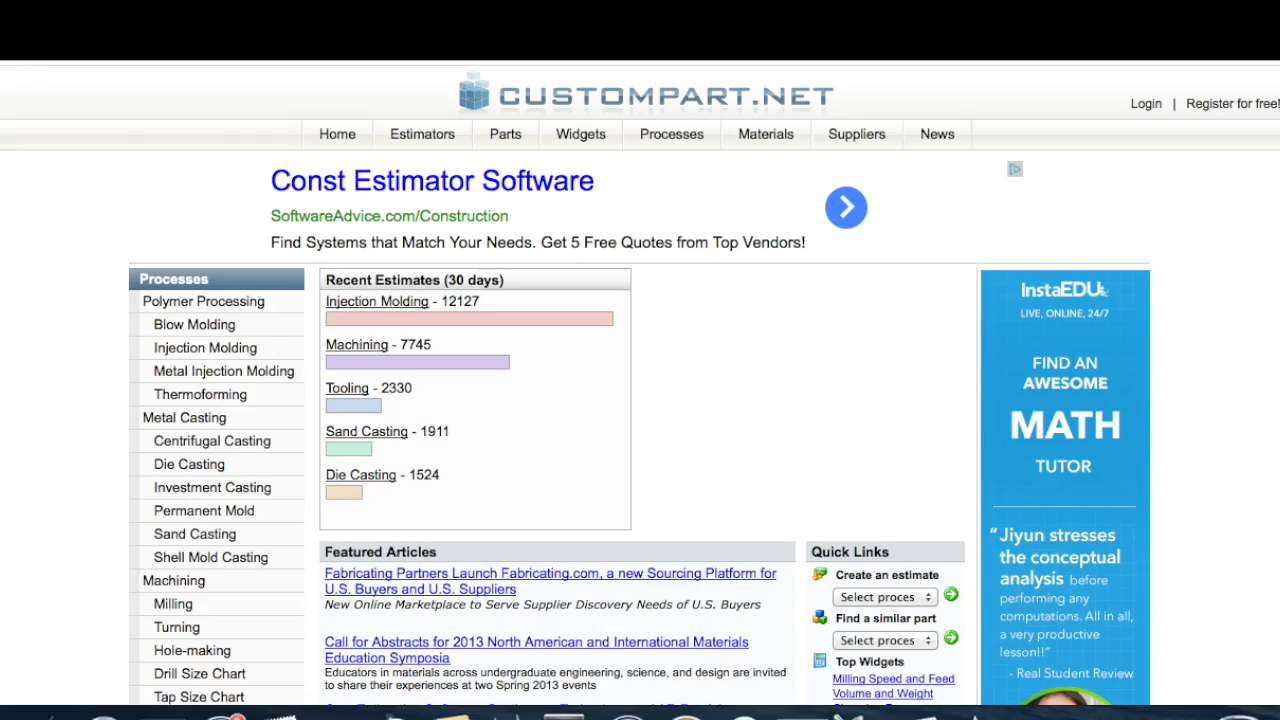 CUSTOMPART.NET
Login | Register for free!
Home Estimators Parts Widgets Processes Materials Suppliers News
Const Estimator Software
SoftwareAdvice.com/Construction
Find Systems that Match Your Needs. Get 5 Free Quotes from Top Vendors!
Processes
Polymer Processing
Blow Molding
Injection Molding
Metal Injection Molding
Thermoforming
Metal Casting
Centrifugal Casting
Die Casting
Investment Casting
Permanent Mold
Sand Casting
Shell Mold Casting
Machining
Milling
Turning
Hole-making
Drill Size Chart
Tap Size Chart
Recent Estimates (30 days)
Injection Molding - 12127
Machining - 7745
Tooling - 2330
Sand Casting - 1911
Die Casting - 1524
Featured Articles
Fabricating Partners Launch Fabricating.com, a new Sourcing Platform for
U.S. Buyers and U.S. Suppliers
New Online Marketplace to Serve Supplier Discovery Needs of U.S. Buyers
Call for Abstracts for 2013 North American and International Materials
Education Symposia
Educators in materials across undergraduate engineering, science, and design are invited
to share their experiences at two Spring 2013 events
Quick Links
Create an estimate
Select proces
Find a similar part
Select proces
Top Widgets
Milling Speed and Feed
Volume and Weight
InstaEDU
LIVE, ONLINE, 24/7
FIND AN
AWESOME
MATH
TUTOR
“Jiyun stresses
the conceptual
analysis before
performing any
computations. All in all,
a very productive
lesson!!”
- Real Student Review